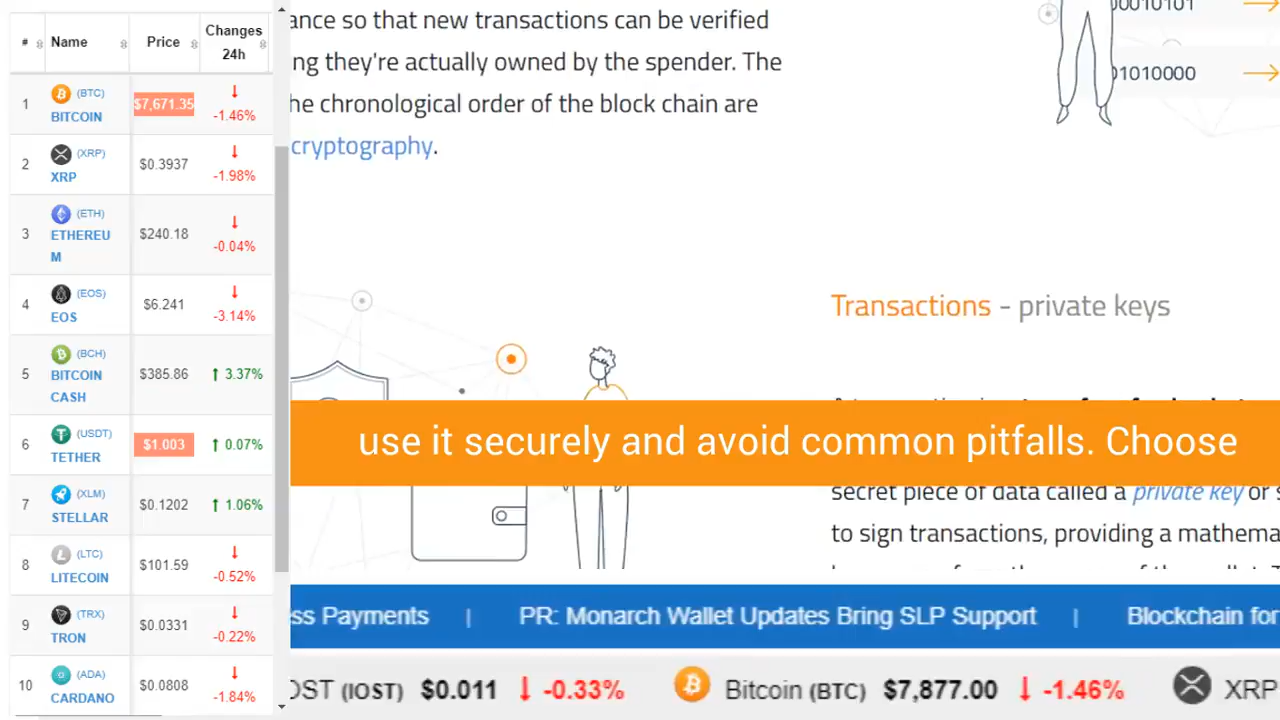 # Name Price Changes 24h
1 (BTC) BITCOIN $7,671.35 -1.46%
2 (XRP) XRP $0.3937 -1.98%
3 (ETH) ETHEREU M $240.18 -0.04%
4 (EOS) EOS $6.241 -3.14%
5 (BCH) BITCOIN CASH $385.86 3.37%
6 (USDT) TETHER $1.003 0.07%
7 (XLM) STELLAR $0.1202 1.06%
8 (LTC) LITECOIN $101.59 -0.52%
9 (TRX) TRON $0.0331 -0.22%
10 (ADA) CARDANO $0.0808 -1.84%
ance so that new transactions can be verified
ng they're actually owned by the spender. The
he chronological order of the block chain are
cryptography.
01010000
Transactions - private keys
use it securely and avoid common pitfalls. Choose
secret piece of data called a private key or s
to sign transactions, providing a mathema
ss Payments | PR: Monarch Wallet Updates Bring SLP Support | Blockchain for
OST (IOST) $0.011 -0.33% Bitcoin (BTC) $7,877.00 -1.46% XRP